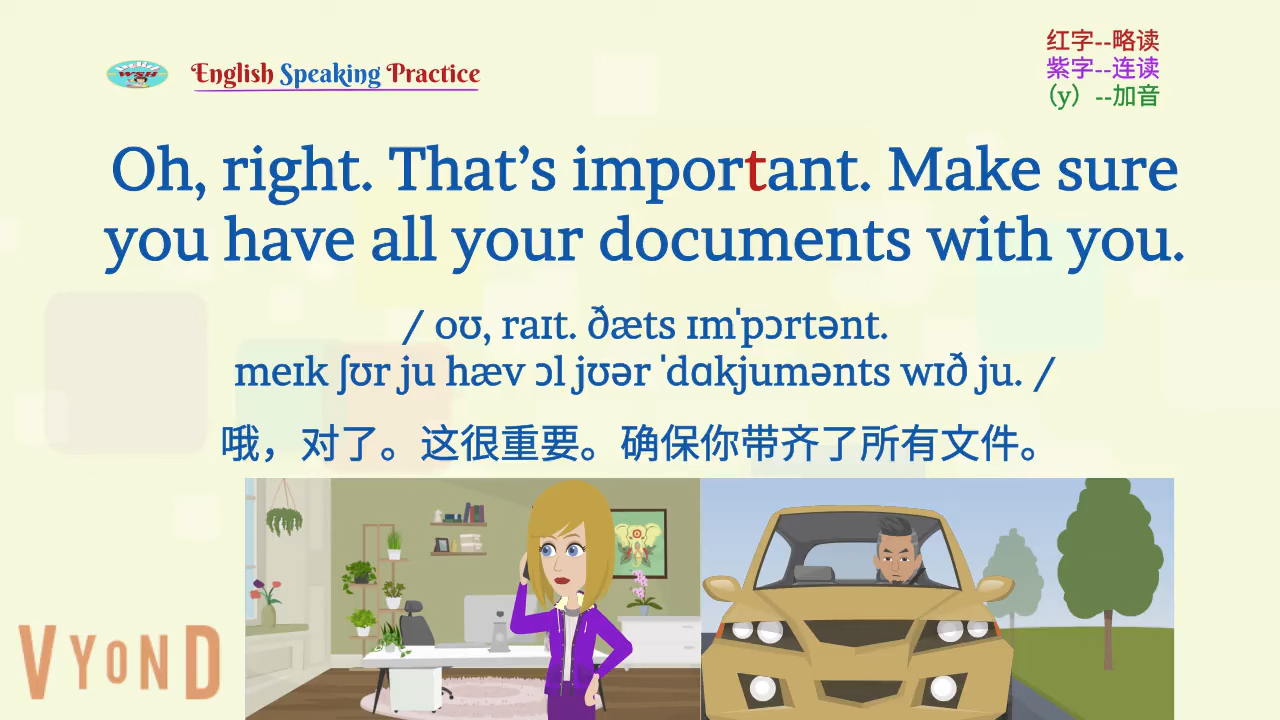 English Speaking Practice
红字--略读
紫字--连读
（y）--加音
Oh, right. That’s important. Make sure
you have all your documents with you.
/ oʊ, raɪt. ðæts ɪmˈpɔrtənt.
meɪk ʃʊr ju hæv ɔl jʊər ˈdɑkjumənts wɪð ju. /
哦，对了。这很重要。确保你带齐了所有文件。
VYOND